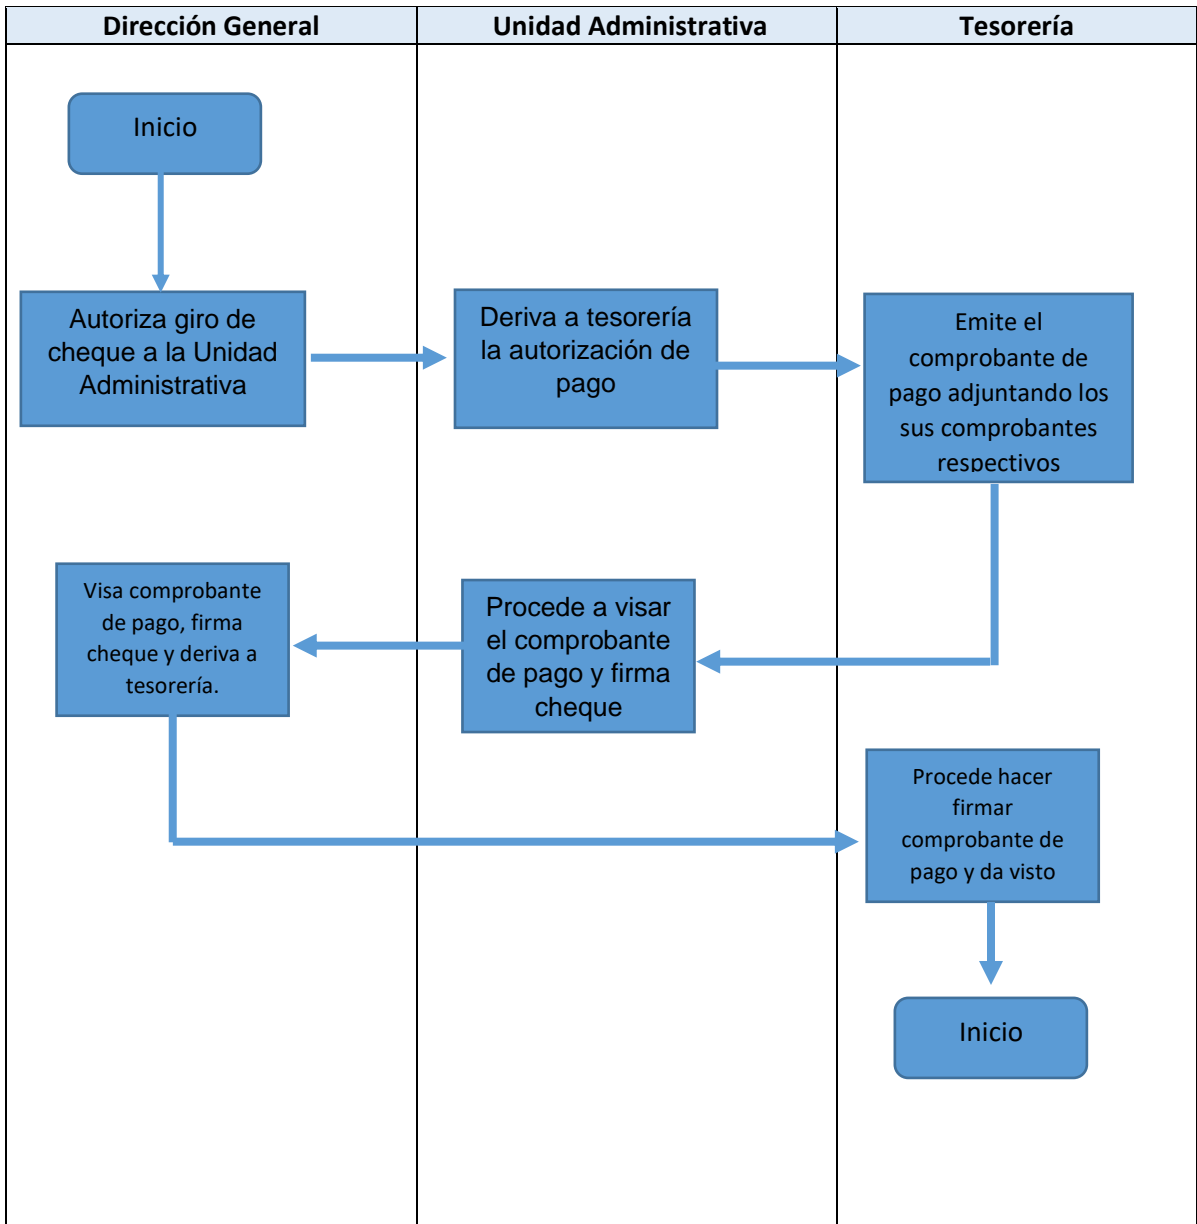 Dirección General
Unidad Administrativa
Tesorería
Inicio
Autoriza giro de
cheque a la Unidad
Administrativa
Deriva a tesorería
la autorización de
pago
Emite el
comprobante de
pago adjuntando los
sus comprobantes
respectivos
Visa comprobante
de pago, firma
cheque y deriva a
tesorería.
Procede a visar
el comprobante
de pago y firma
cheque
Procede hacer
firmar
comprobante de
pago y da visto
Inicio